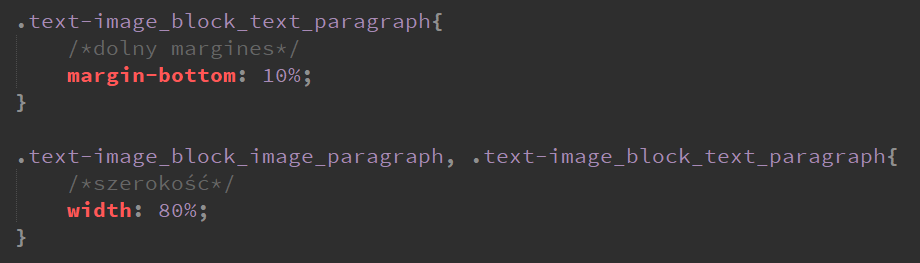 .text-image_block_text_paragraph{
/*dolny margines*/
margin-bottom: 10%;
}
.text-image_block_image_paragraph, .text-image_block_text_paragraph{
/*szerokość*/
width: 80%;
}